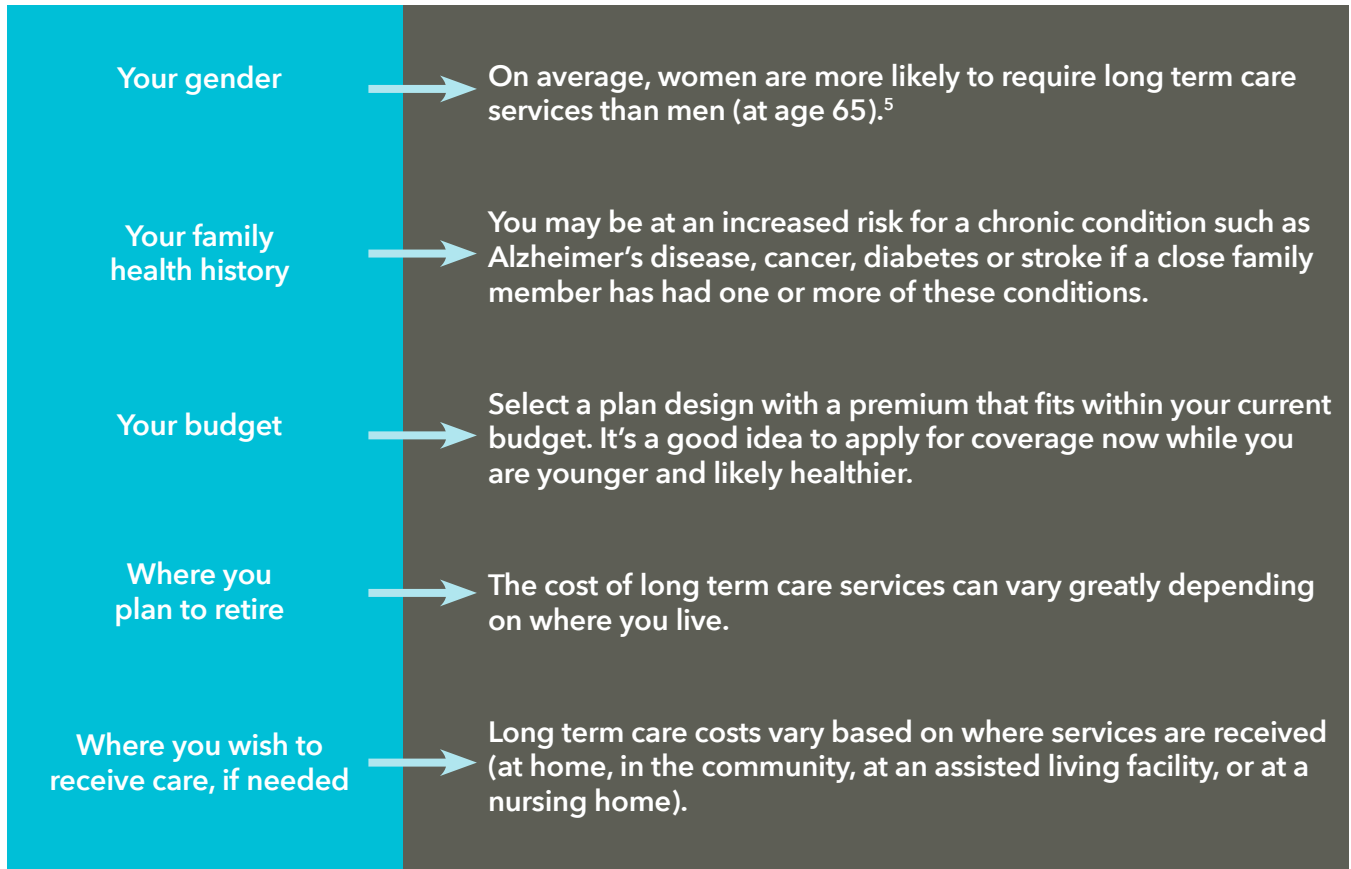 Your gender
On average, women are more likely to require long term care
services than men (at age 65).⁵
Your family
health history
You may be at an increased risk for a chronic condition such as
Alzheimer’s disease, cancer, diabetes or stroke if a close family
member has had one or more of these conditions.
Your budget
Select a plan design with a premium that fits within your current
budget. It’s a good idea to apply for coverage now while you
are younger and likely healthier.
Where you
plan to retire
The cost of long term care services can vary greatly depending
on where you live.
Where you wish to
receive care, if needed
Long term care costs vary based on where services are received
(at home, in the community, at an assisted living facility, or at a
nursing home).